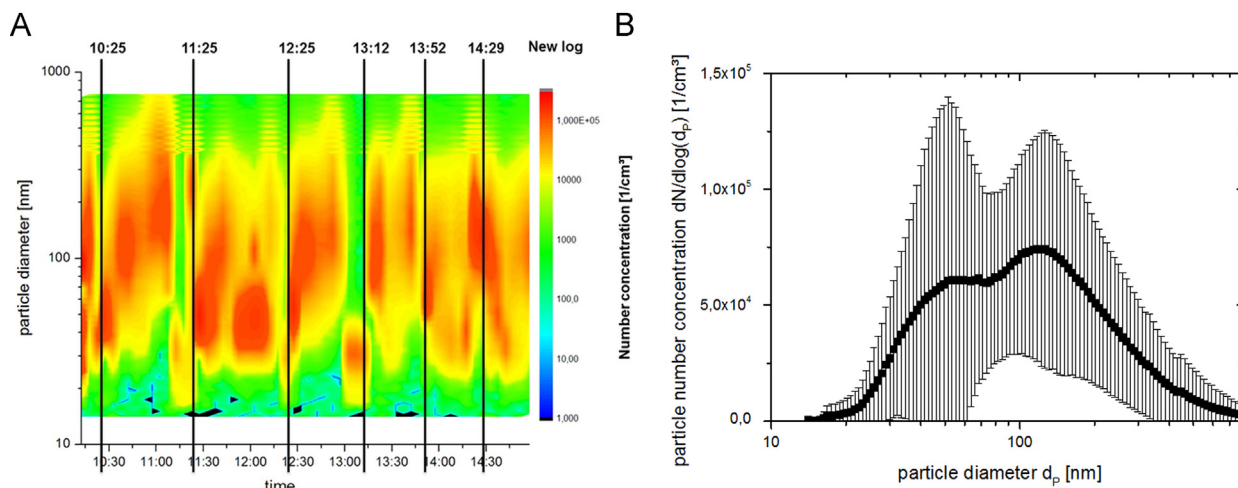 A
10:25 11:25 12:25 13:12 13:52 14:29 New log
1000
100
10
particle diameter [nm]
10:30 11:00 11:30 12:00 12:30 13:00 13:30 14:00 14:30
time
1,000E+05
10000
1000
100,0
10,00
1,000
Number concentration [1/cm³]
B
1,5x10⁵
1,0x10⁵
5,0x10⁴
0,0
particle number concentration dN/dlog(dₚ) [1/cm³]
10 100
particle diameter dₚ [nm]